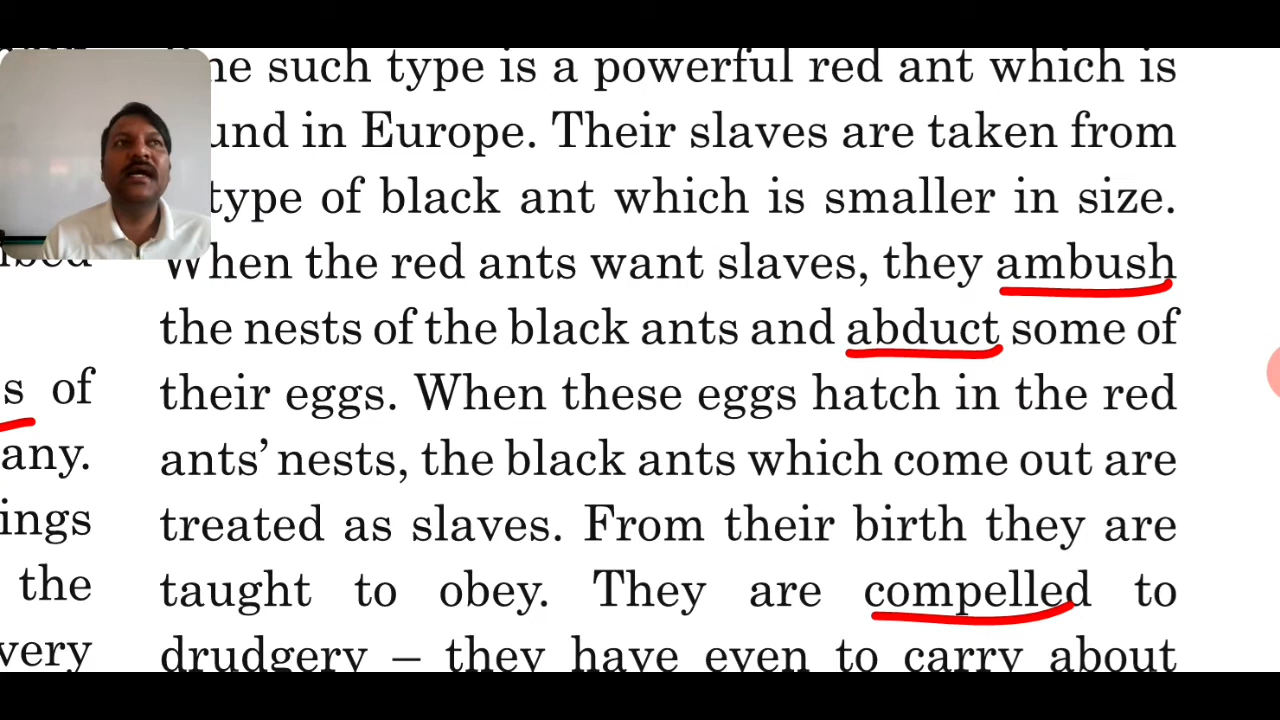 such type is a powerful red ant which is
in Europe. Their slaves are taken from
type of black ant which is smaller in size.
When the red ants want slaves, they ambush
the nests of the black ants and abduct some of
their eggs. When these eggs hatch in the red
s of
any.
ants’ nests, the black ants which come out are
ings
treated as slaves. From their birth they are
the
taught to obey. They are compelled to
very
drudgery – they have even to carry about